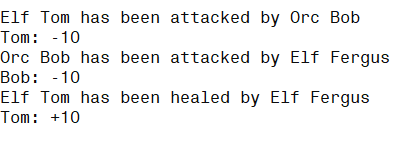 Elf Tom has been attacked by Orc Bob
Tom: -10
Orc Bob has been attacked by Elf Fergus
Bob: -10
Elf Tom has been healed by Elf Fergus
Tom: +10